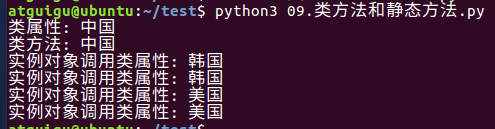 atguigu@ubuntu:~/test$ python3 09.类方法和静态方法.py
类属性: 中国
类方法: 中国
实例对象调用类属性: 韩国
实例对象调用类属性: 韩国
实例对象调用类属性: 美国
实例对象调用类属性: 美国
atguigu@ubuntu:~/test$